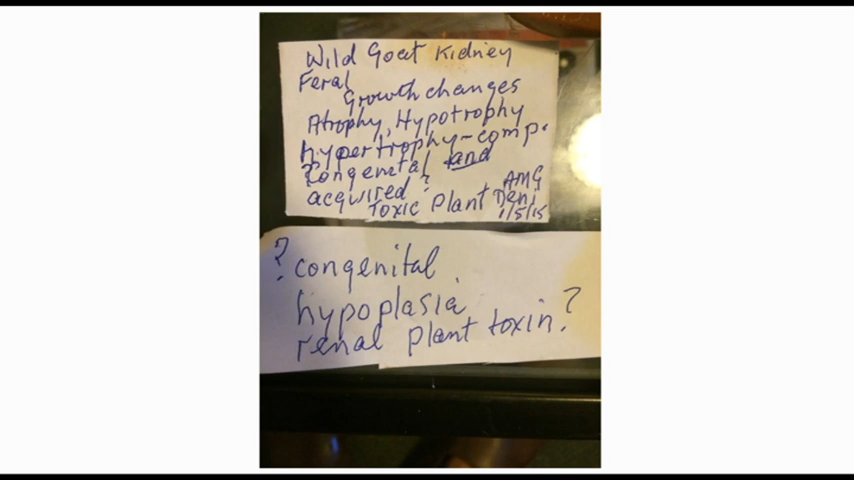 Wild Goat Kidney
Feral
Growth changes
Atrophy, Hypotrophy
hypertrophy-comp.
? Congenital and
acquired?
Toxic Plant
AMG
Deni
1/5/15
? congenital
hypoplasia
renal plant toxin?